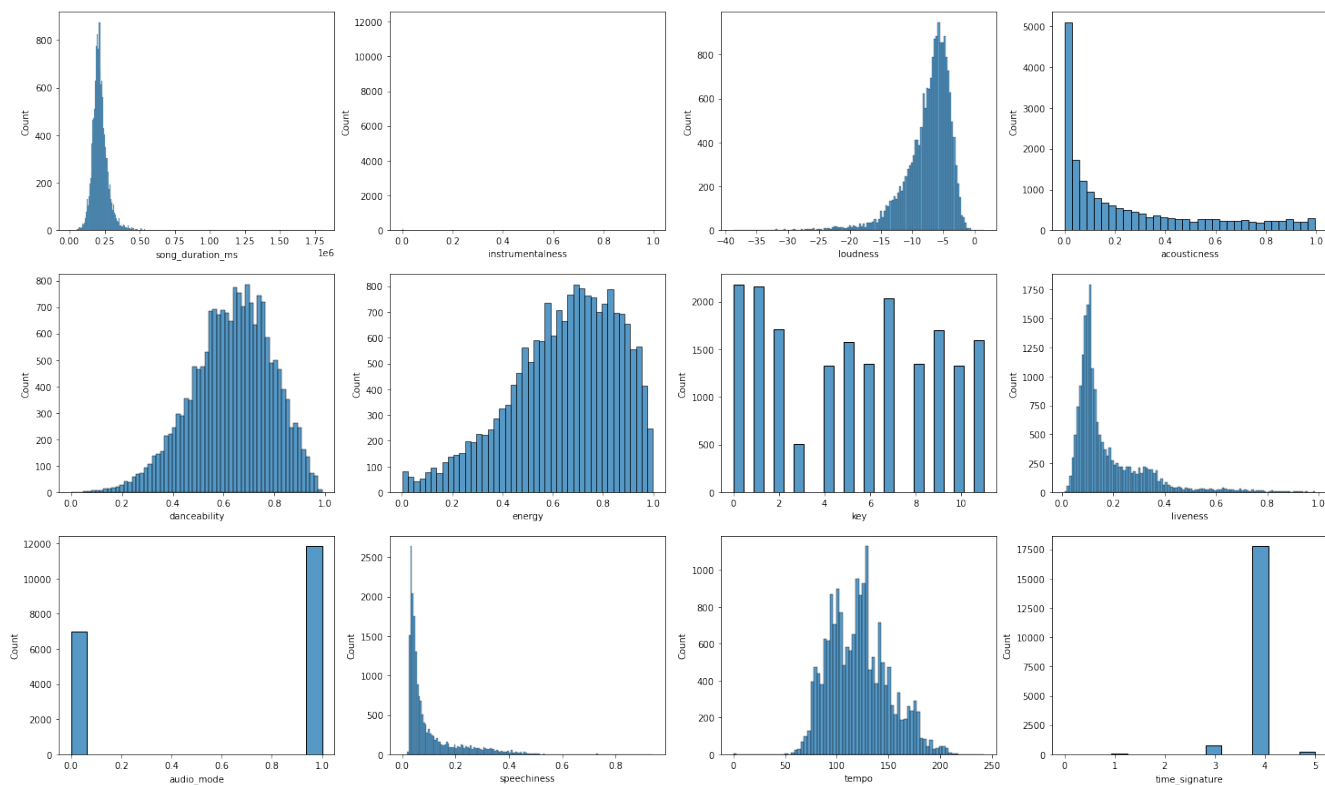 Count
800
600
400
200
0
0.00 0.25 0.50 0.75 1.00 1.25 1.50 1.75
1e6
song_duration_ms
Count
12000
10000
8000
6000
4000
2000
0
0.0 0.2 0.4 0.6 0.8 1.0
instrumentalness
Count
800
600
400
200
0
-40 -35 -30 -25 -20 -15 -10 -5 0
loudness
Count
5000
4000
3000
2000
1000
0
0.0 0.2 0.4 0.6 0.8 1.0
acousticness
Count
800
700
600
500
400
300
200
100
0
0.0 0.2 0.4 0.6 0.8 1.0
danceability
Count
800
700
600
500
400
300
200
100
0
0.0 0.2 0.4 0.6 0.8 1.0
energy
Count
2000
1500
1000
500
0
0 2 4 6 8 10
key
Count
1750
1500
1250
1000
750
500
250
0
0.0 0.2 0.4 0.6 0.8 1.0
liveness
Count
12000
10000
8000
6000
4000
2000
0
0.0 0.2 0.4 0.6 0.8 1.0
audio_mode
Count
2500
2000
1500
1000
500
0
0.0 0.2 0.4 0.6 0.8
speechiness
Count
1000
800
600
400
200
0
0 50 100 150 200 250
tempo
Count
17500
15000
12500
10000
7500
5000
2500
0
0 1 2 3 4 5
time_signature